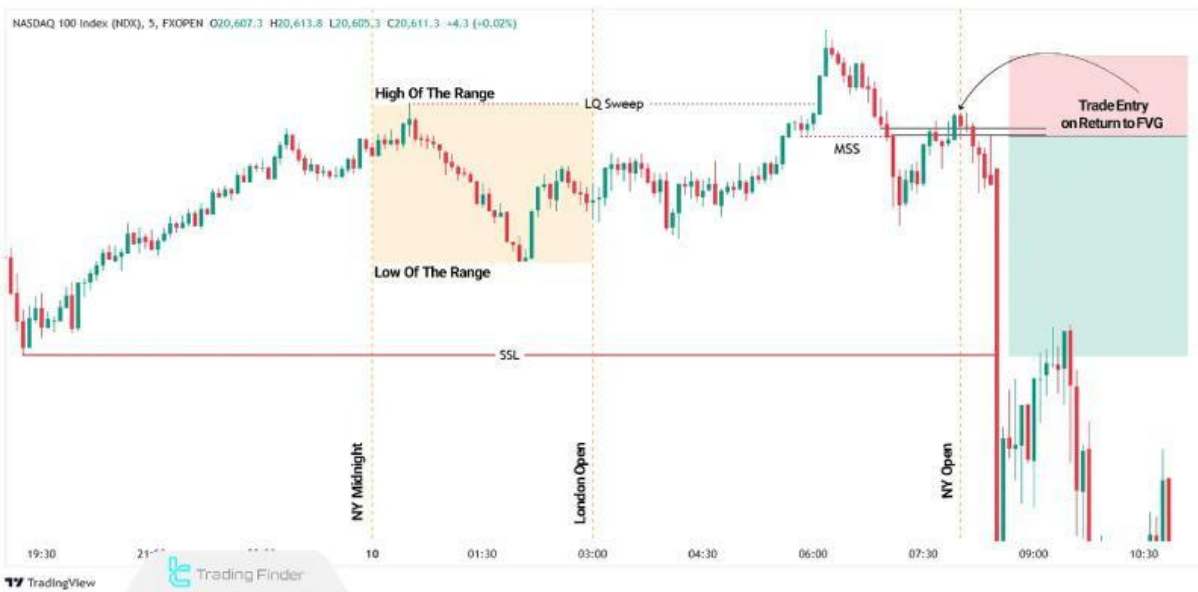 NASDAQ 100 Index (NDX), 5, FXOPEN O20,607.3 H20,613.8 L20,605.3 C20,611.3 +4.3 (+0.02%)
High Of The Range
LQ Sweep
Trade Entry
on Return to FVG
MSS
Low Of The Range
SSL
NY Midnight
London Open
NY Open
19:30
10
01:30
03:00
04:30
06:00
07:30
09:00
10:30
TradingView
Trading Finder